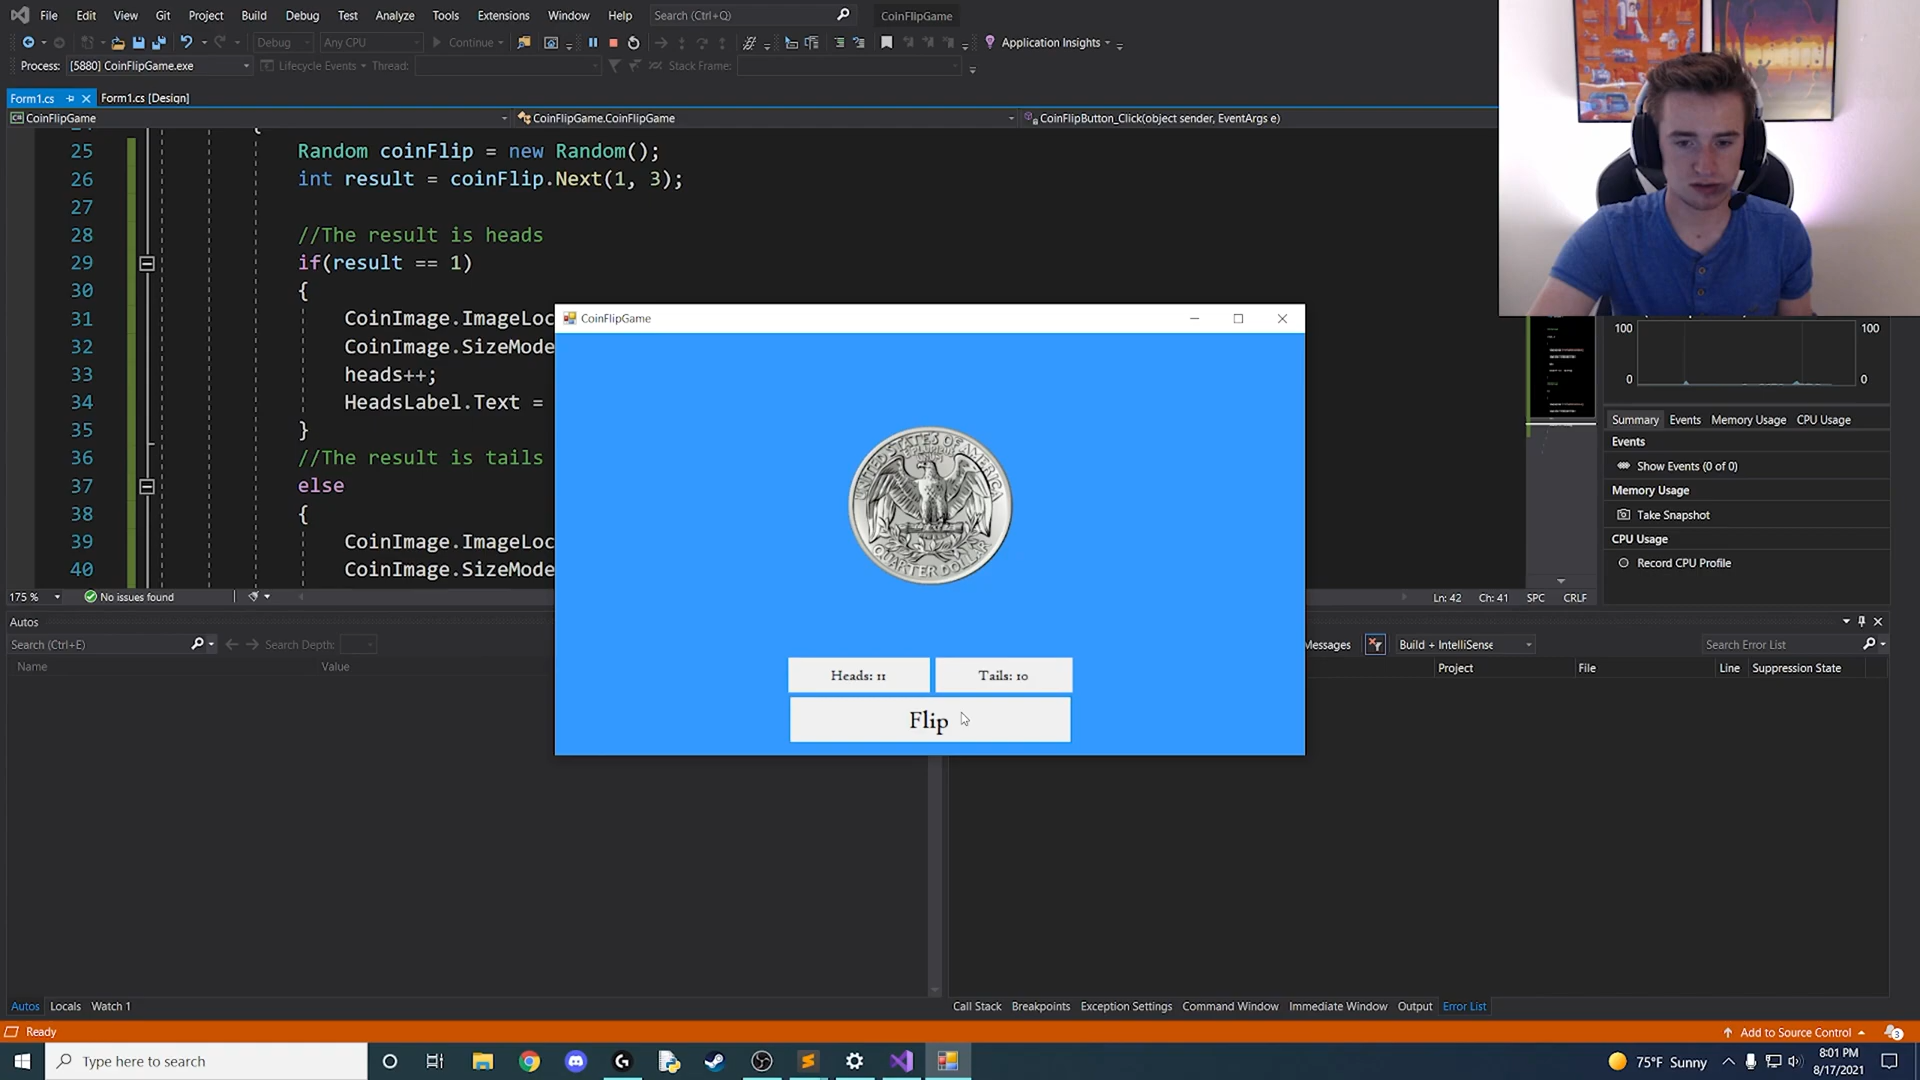 File Edit View Git Project Build Debug Test Analyze Tools Extensions Window Help Search (Ctrl+Q) CoinFlipGame
Debug Any CPU Continue Application Insights
Process: [5880] CoinFlipGame.exe Lifecycle Events Thread: Stack Frame:
Form1.cs Form1.cs [Design]
CoinFlipGame CoinFlipGame.CoinFlipGame CoinFlipButton_Click(object sender, EventArgs e)
25 Random coinFlip = new Random();
26 int result = coinFlip.Next(1, 3);
27
28 //The result is heads
29 if(result == 1)
30 {
31 CoinImage.ImageLoc
32 CoinImage.SizeMode
33 heads++;
34 HeadsLabel.Text =
35 }
36 //The result is tails
37 else
38 {
39 CoinImage.ImageLoc
40 CoinImage.SizeMode
175 % No issues found Ln: 42 Ch: 41 SPC CRLF
CoinFlipGame
UNITED STATES OF AMERICA
QUARTER DOLLAR
Heads: 11 Tails: 10
Flip
100 100
0 0
Summary Events Memory Usage CPU Usage
Events
Show Events (0 of 0)
Memory Usage
Take Snapshot
CPU Usage
Record CPU Profile
Autos
Search (Ctrl+E) Search Depth:
Name Value
Messages Build + IntelliSense Search Error List
Project File Line Suppression State
Autos Locals Watch 1
Call Stack Breakpoints Exception Settings Command Window Immediate Window Output Error List
Ready Add to Source Control 3
Type here to search 75°F Sunny 8:01 PM
8/17/2021